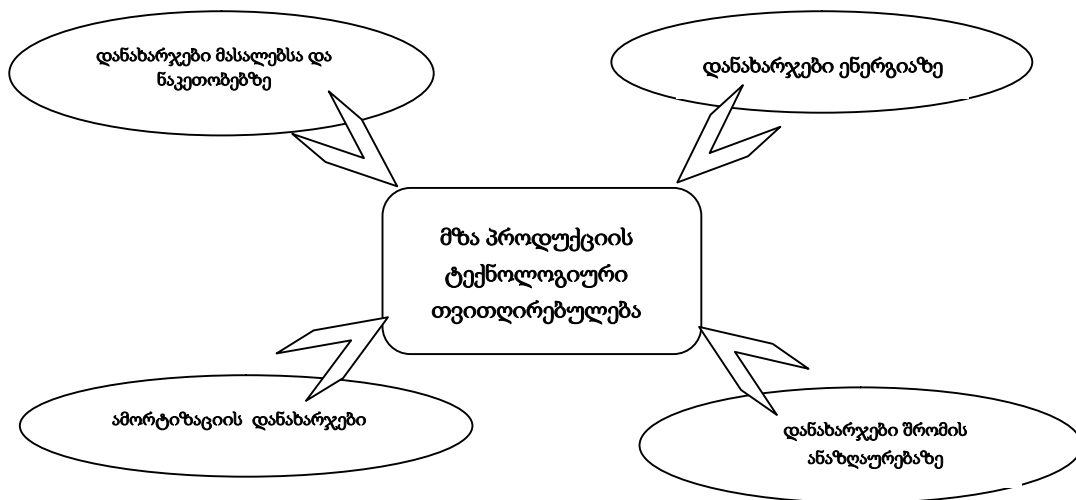 დანახარჯები მასალებსა და
ნაკეთობებზე
დანახარჯები ენერგიაზე
მზა პროდუქციის
ტექნოლოგიური
თვითღირებულება
ამორტიზაციის დანახარჯები
დანახარჯები შრომის
ანაზღაურებაზე